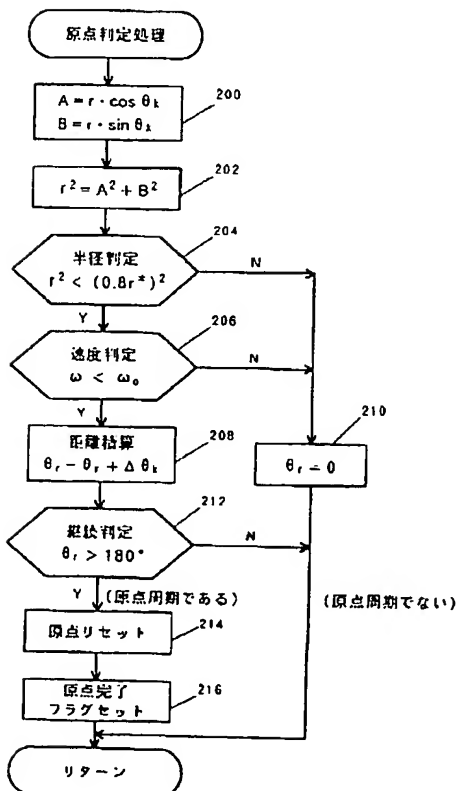 原点判定処理
A = r · cos θk
B = r · sin θk
200
r² = A² + B²
202
204
半径判定
r² < (0.8r*)²
N
Y
206
速度判定
ω < ω₀
N
Y
距離積算
θr − θr + Δ θk
208
210
θr − 0
212
継続判定
θr > 180°
N
Y
(原点周期である)
(原点周期でない)
原点リセット
214
原点完了
フラグセット
216
リターン